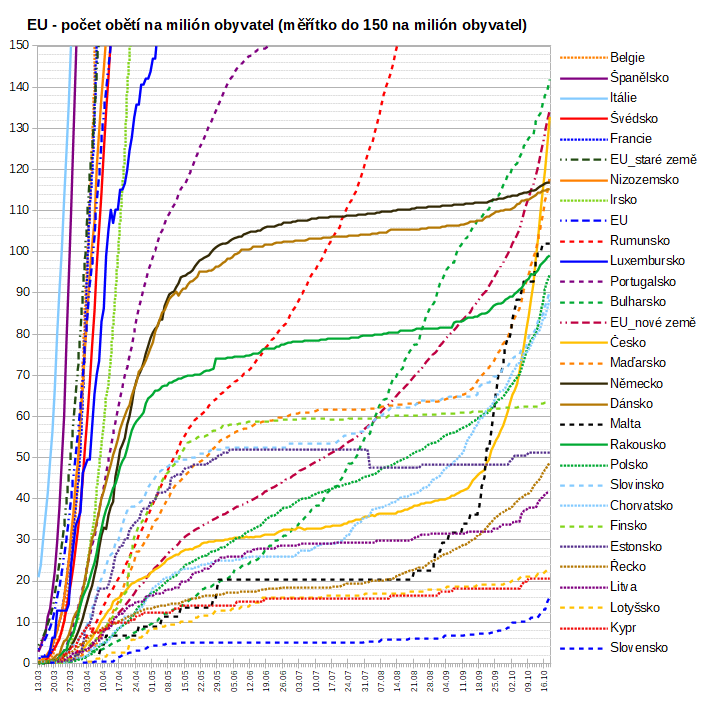 EU - počet obětí na milión obyvatel (měřítko do 150 na milión obyvatel)
150
140
130
120
110
100
90
80
70
60
50
40
30
20
10
0
13.03
20.03
27.03
03.04
10.04
17.04
24.04
01.05
08.05
15.05
22.05
29.05
05.06
12.06
19.06
26.06
03.07
10.07
17.07
24.07
31.07
07.08
14.08
21.08
28.08
04.09
11.09
18.09
25.09
02.10
09.10
16.10
Belgie
Španělsko
Itálie
Švédsko
Francie
EU_staré země
Nizozemsko
Irsko
EU
Rumunsko
Luxembursko
Portugalsko
Bulharsko
EU_nové země
Česko
Maďarsko
Německo
Dánsko
Malta
Rakousko
Polsko
Slovinsko
Chorvatsko
Finsko
Estonsko
Řecko
Litva
Lotyšsko
Kypr
Slovensko